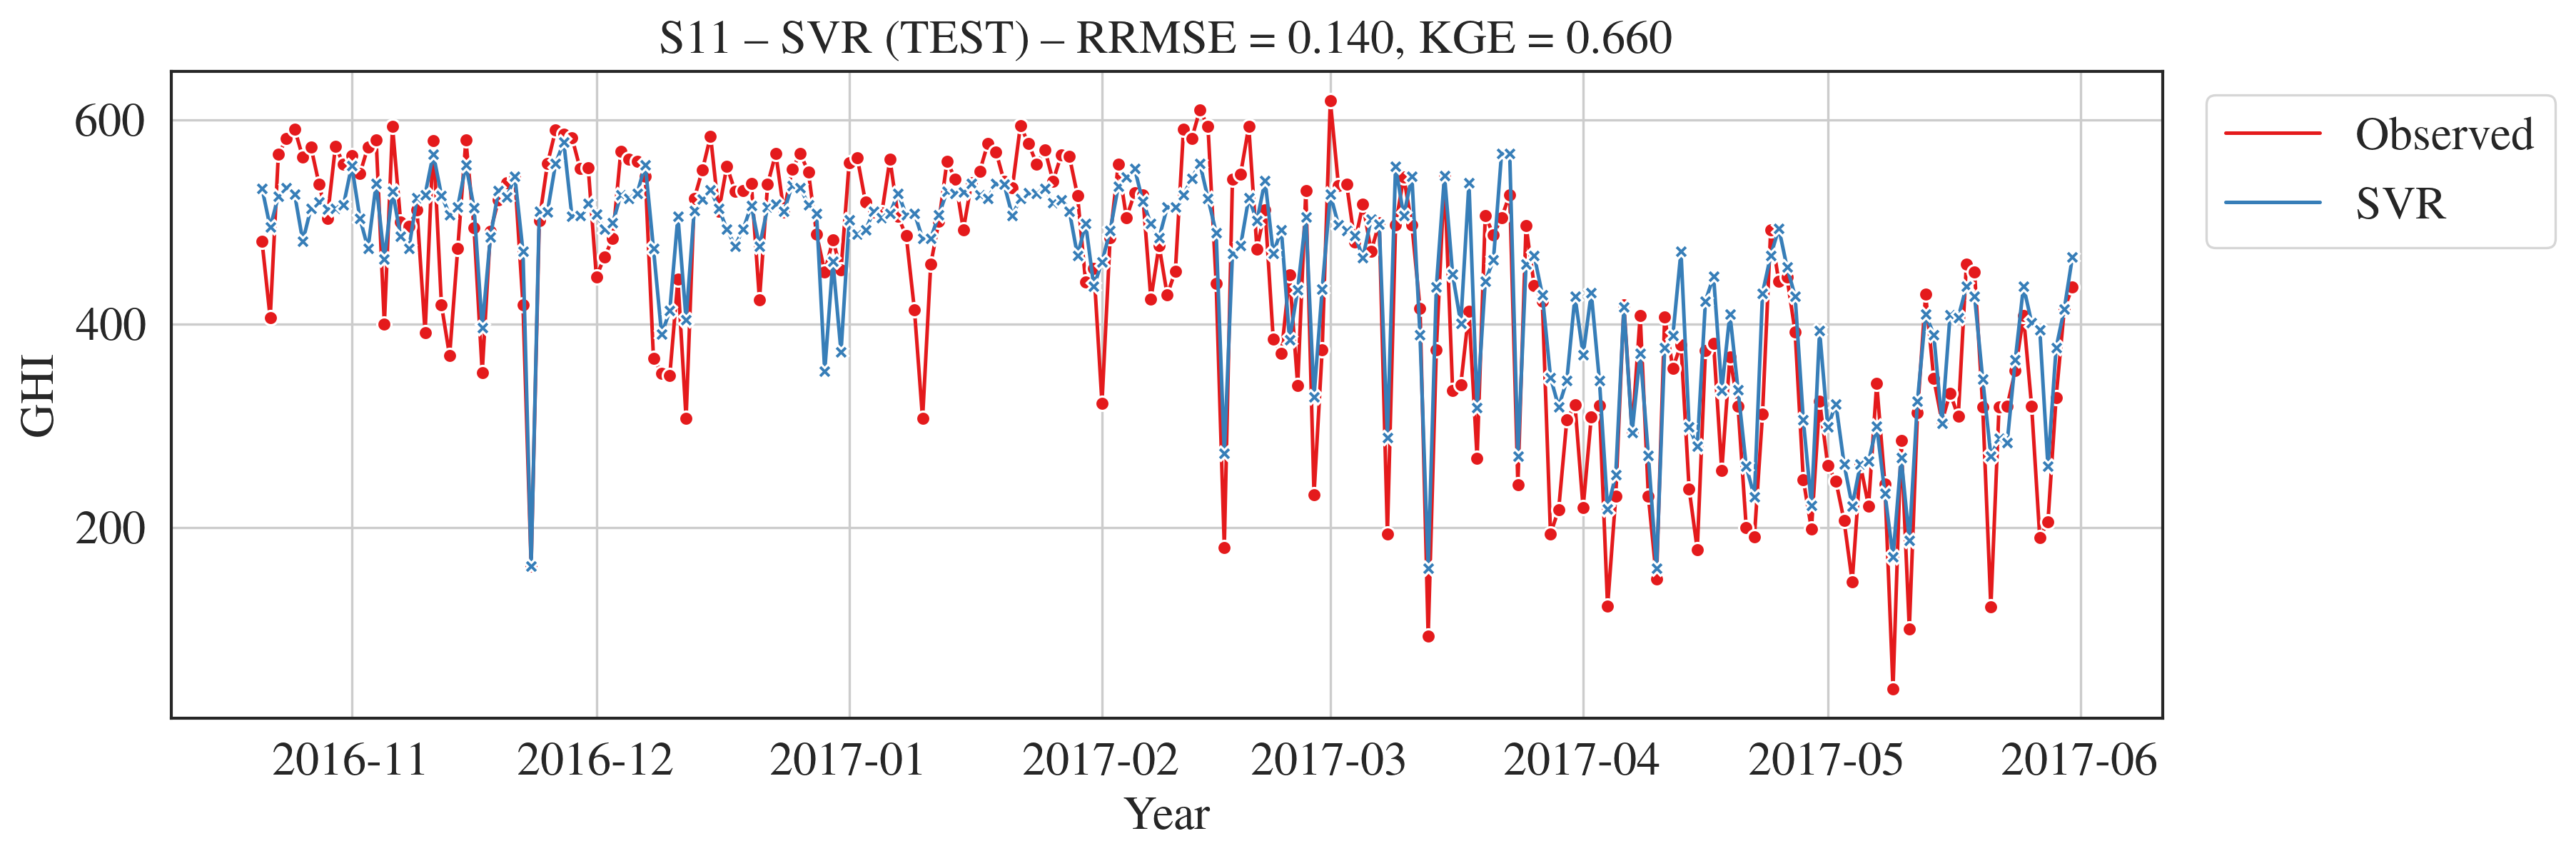 S11 – SVR (TEST) – RRMSE = 0.140, KGE = 0.660
Observed
SVR
GHI
600
400
200
2016-11
2016-12
2017-01
2017-02
2017-03
2017-04
2017-05
2017-06
Year